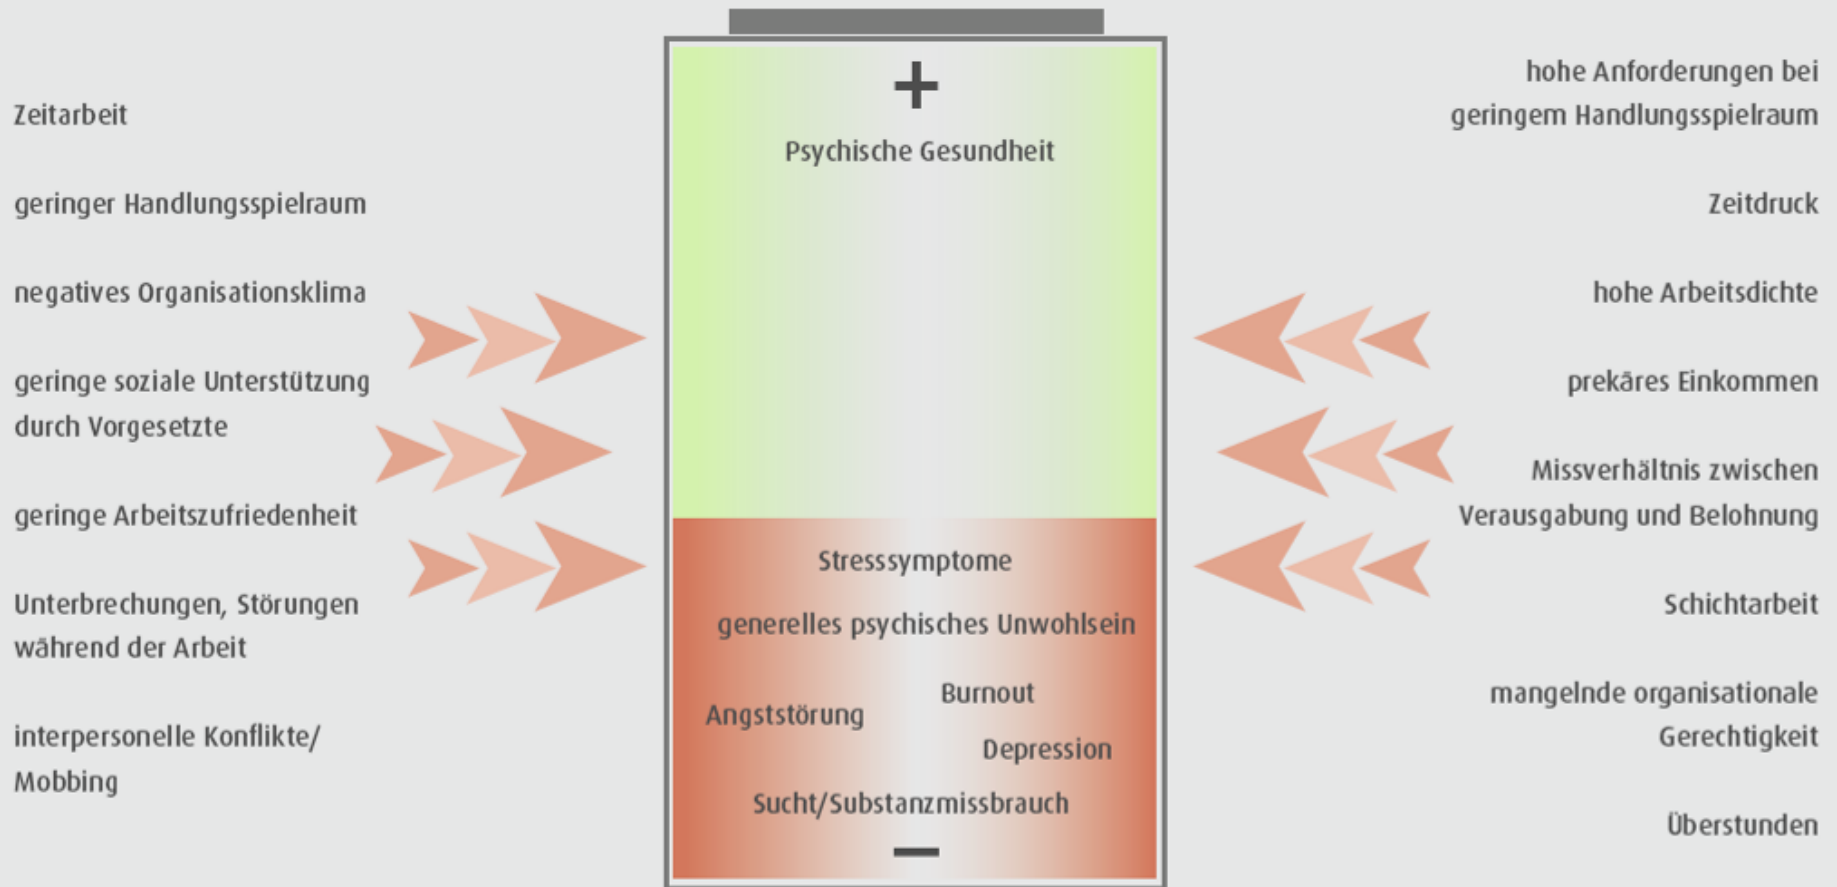 Zeitarbeit
geringer Handlungsspielraum
negatives Organisationsklima
geringe soziale Unterstützung
durch Vorgesetzte
geringe Arbeitszufriedenheit
Unterbrechungen, Störungen
während der Arbeit
interpersonelle Konflikte/
Mobbing
+
Psychische Gesundheit
Stresssymptome
generelles psychisches Unwohlsein
Burnout
Angststörung
Depression
Sucht/Substanzmissbrauch
–
hohe Anforderungen bei
geringem Handlungsspielraum
Zeitdruck
hohe Arbeitsdichte
prekäres Einkommen
Missverhältnis zwischen
Verausgabung und Belohnung
Schichtarbeit
mangelnde organisationale
Gerechtigkeit
Überstunden